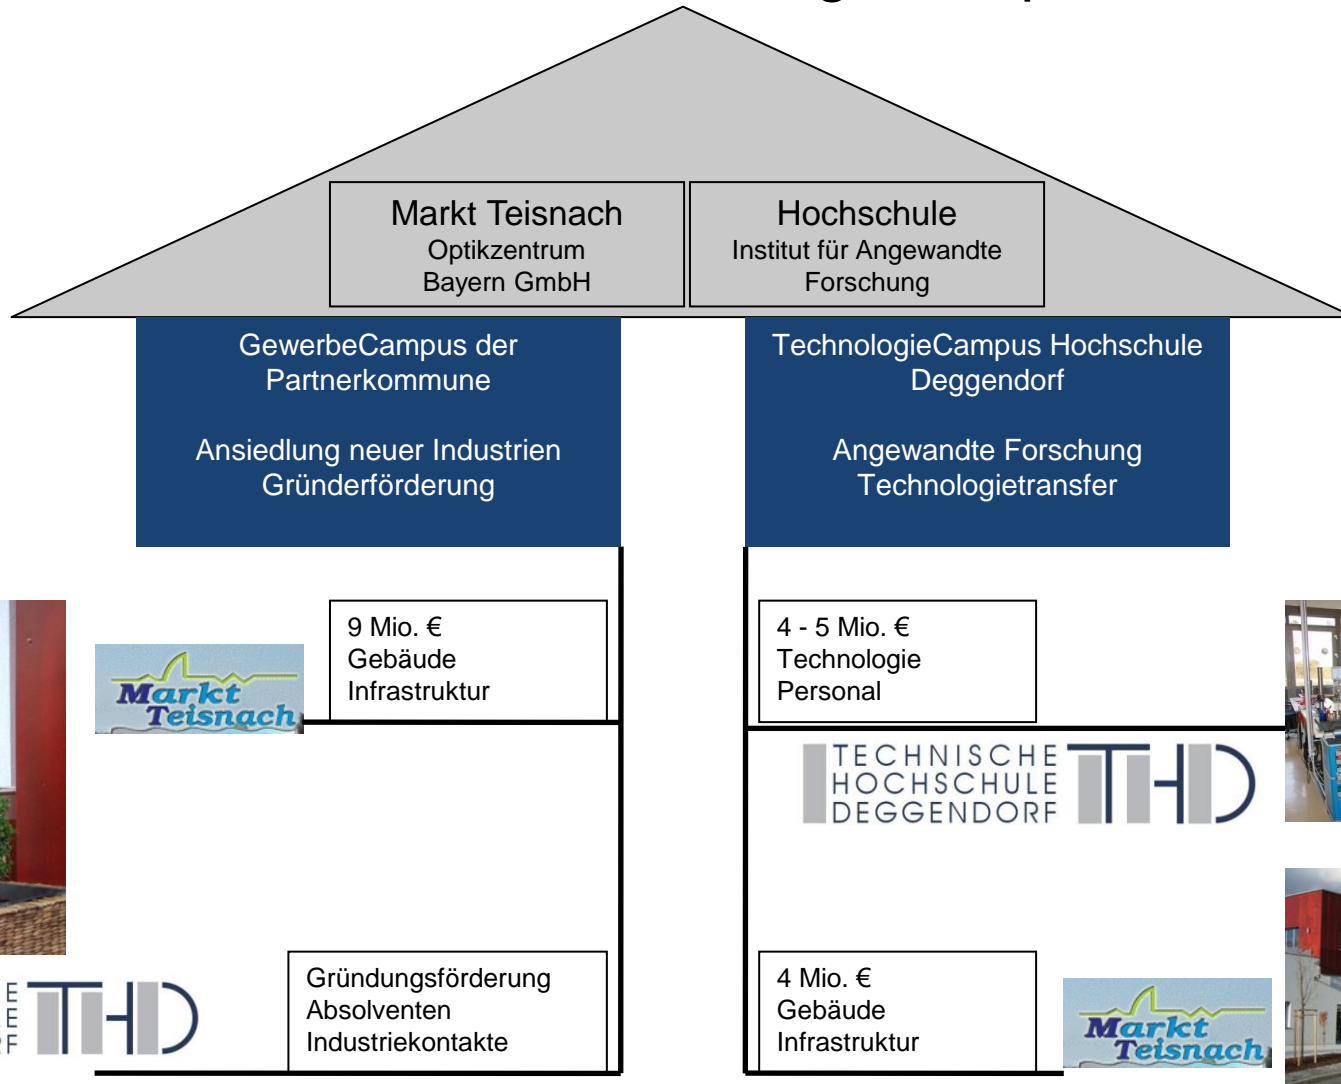 Markt Teisnach
Optikzentrum
Bayern GmbH
Hochschule
Institut für Angewandte
Forschung
GewerbeCampus der
Partnerkommune
Ansiedlung neuer Industrien
Gründerförderung
TechnologieCampus Hochschule
Deggendorf
Angewandte Forschung
Technologietransfer
9 Mio. €
Gebäude
Infrastruktur
Markt
Teisnach
4 - 5 Mio. €
Technologie
Personal
TECHNISCHE
HOCHSCHULE
DEGGENDORF
THD
THD
Gründungsförderung
Absolventen
Industriekontakte
4 Mio. €
Gebäude
Infrastruktur
Markt
Teisnach